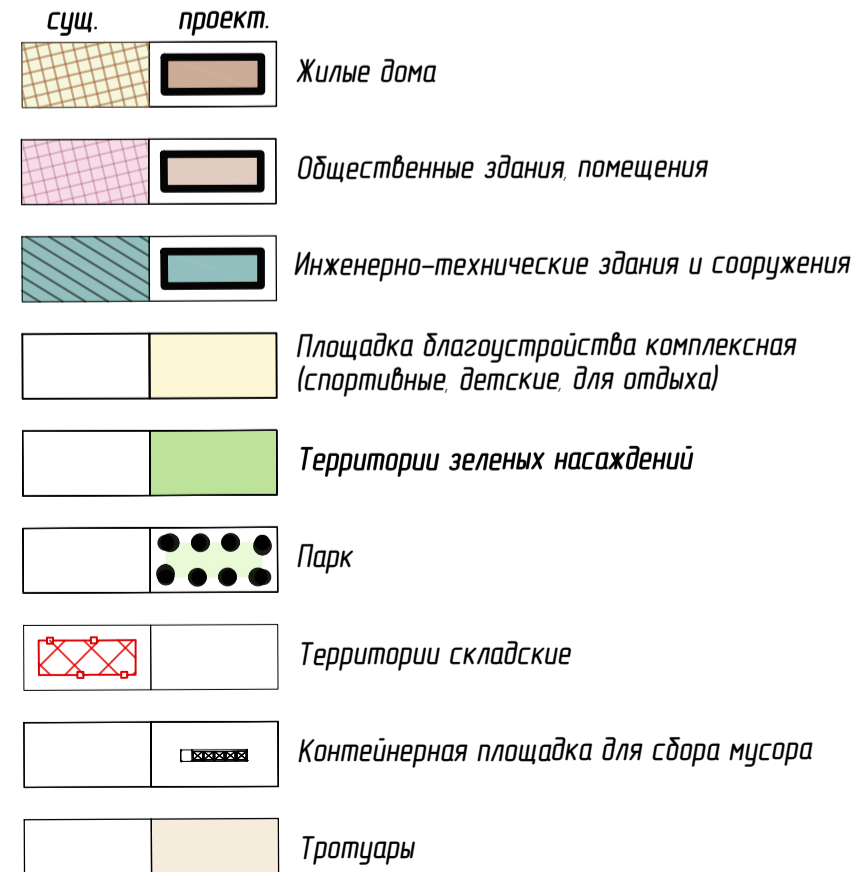 сущ. проект.
Жилые дома
Общественные здания, помещения
Инженерно-технические здания и сооружения
Площадка благоустройства комплексная
(спортивные, детские, для отдыха)
Территории зеленых насаждений
Парк
Территории складские
Контейнерная площадка для сбора мусора
Тротуары